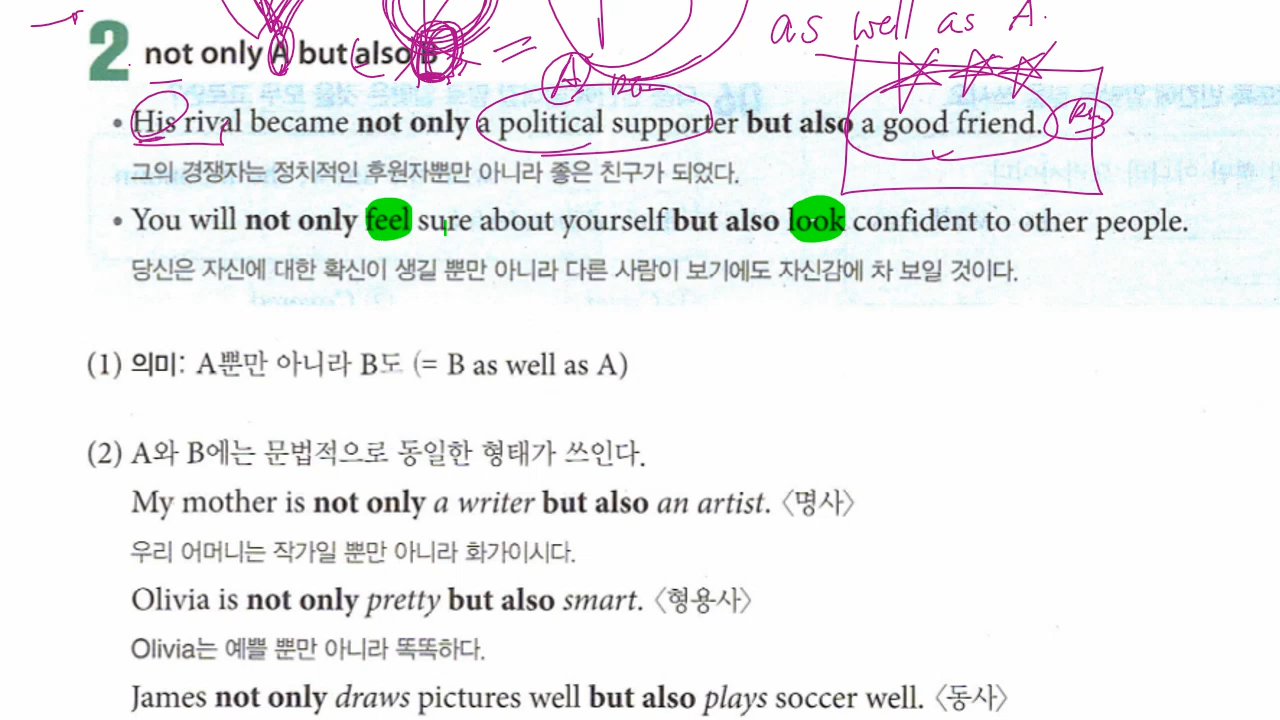 as well as A.
2 not only A but also B
A
• His rival became not only a political supporter but also a good friend.
그의 경쟁자는 정치적인 후원자뿐만 아니라 좋은 친구가 되었다.
• You will not only feel sure about yourself but also look confident to other people.
당신은 자신에 대한 확신이 생길 뿐만 아니라 다른 사람이 보기에도 자신감에 차 보일 것이다.
(1) 의미: A뿐만 아니라 B도 (= B as well as A)
(2) A와 B에는 문법적으로 동일한 형태가 쓰인다.
My mother is not only a writer but also an artist. 〈명사〉
우리 어머니는 작가일 뿐만 아니라 화가이시다.
Olivia is not only pretty but also smart. 〈형용사〉
Olivia는 예쁠 뿐만 아니라 똑똑하다.
James not only draws pictures well but also plays soccer well. 〈동사〉